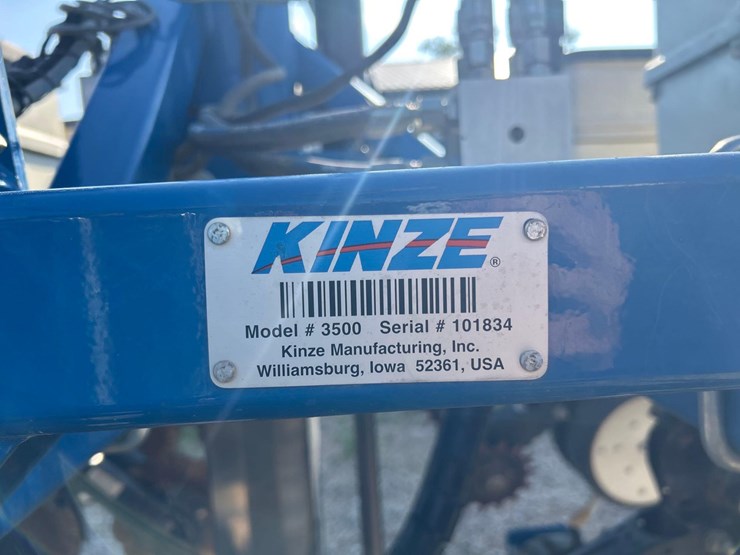 KINZE®
Model # 3500 Serial # 101834
Kinze Manufacturing, Inc.
Williamsburg, Iowa 52361, USA